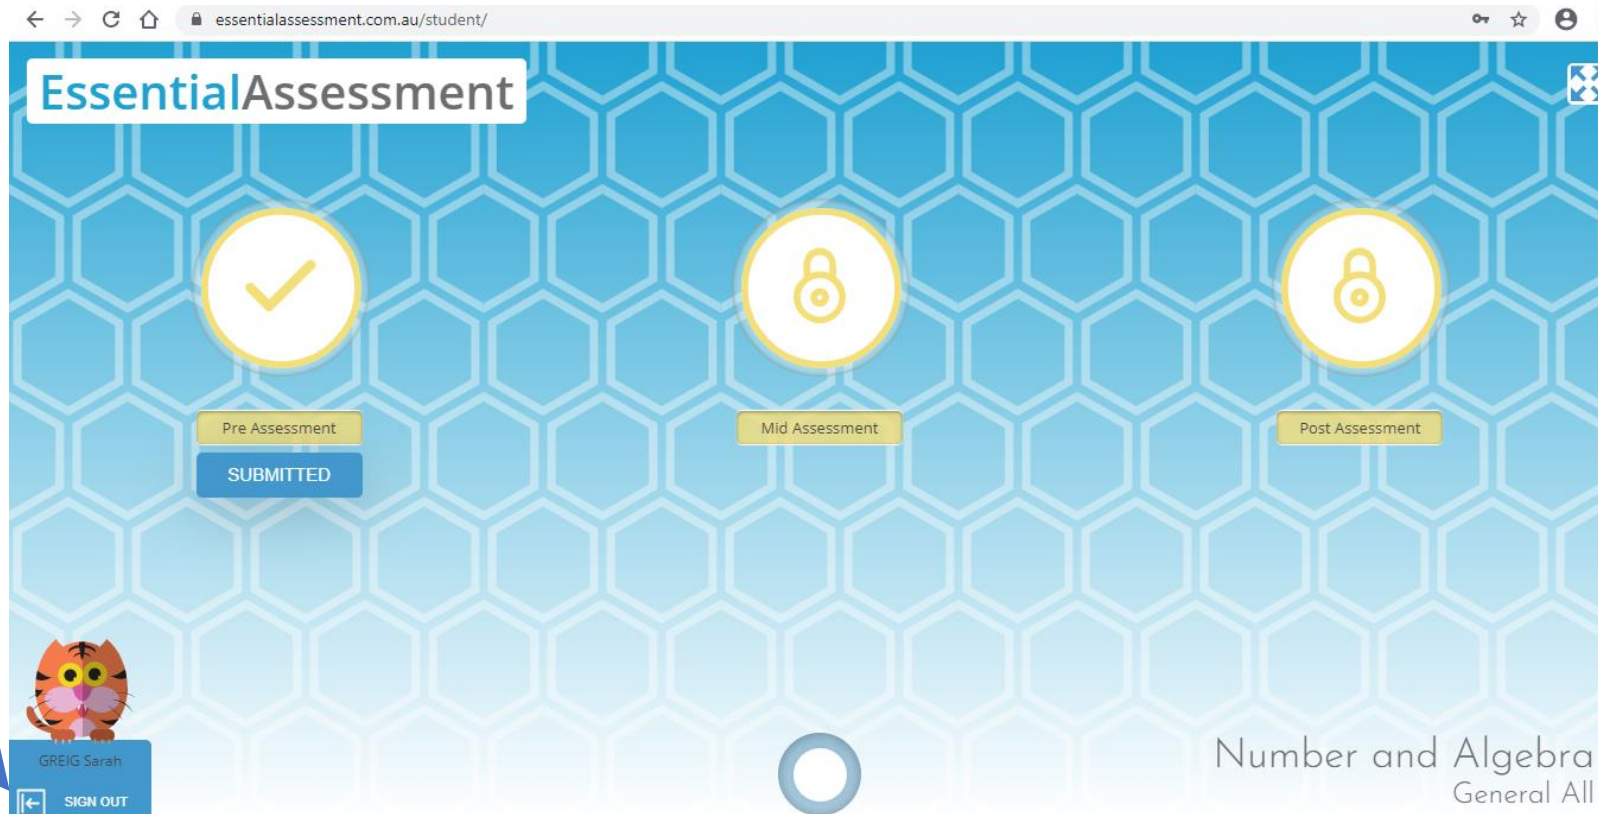 essentialassessment.com.au/student/
EssentialAssessment
Pre Assessment
Mid Assessment
Post Assessment
SUBMITTED
GREIG Sarah
SIGN OUT
Number and Algebra
General All